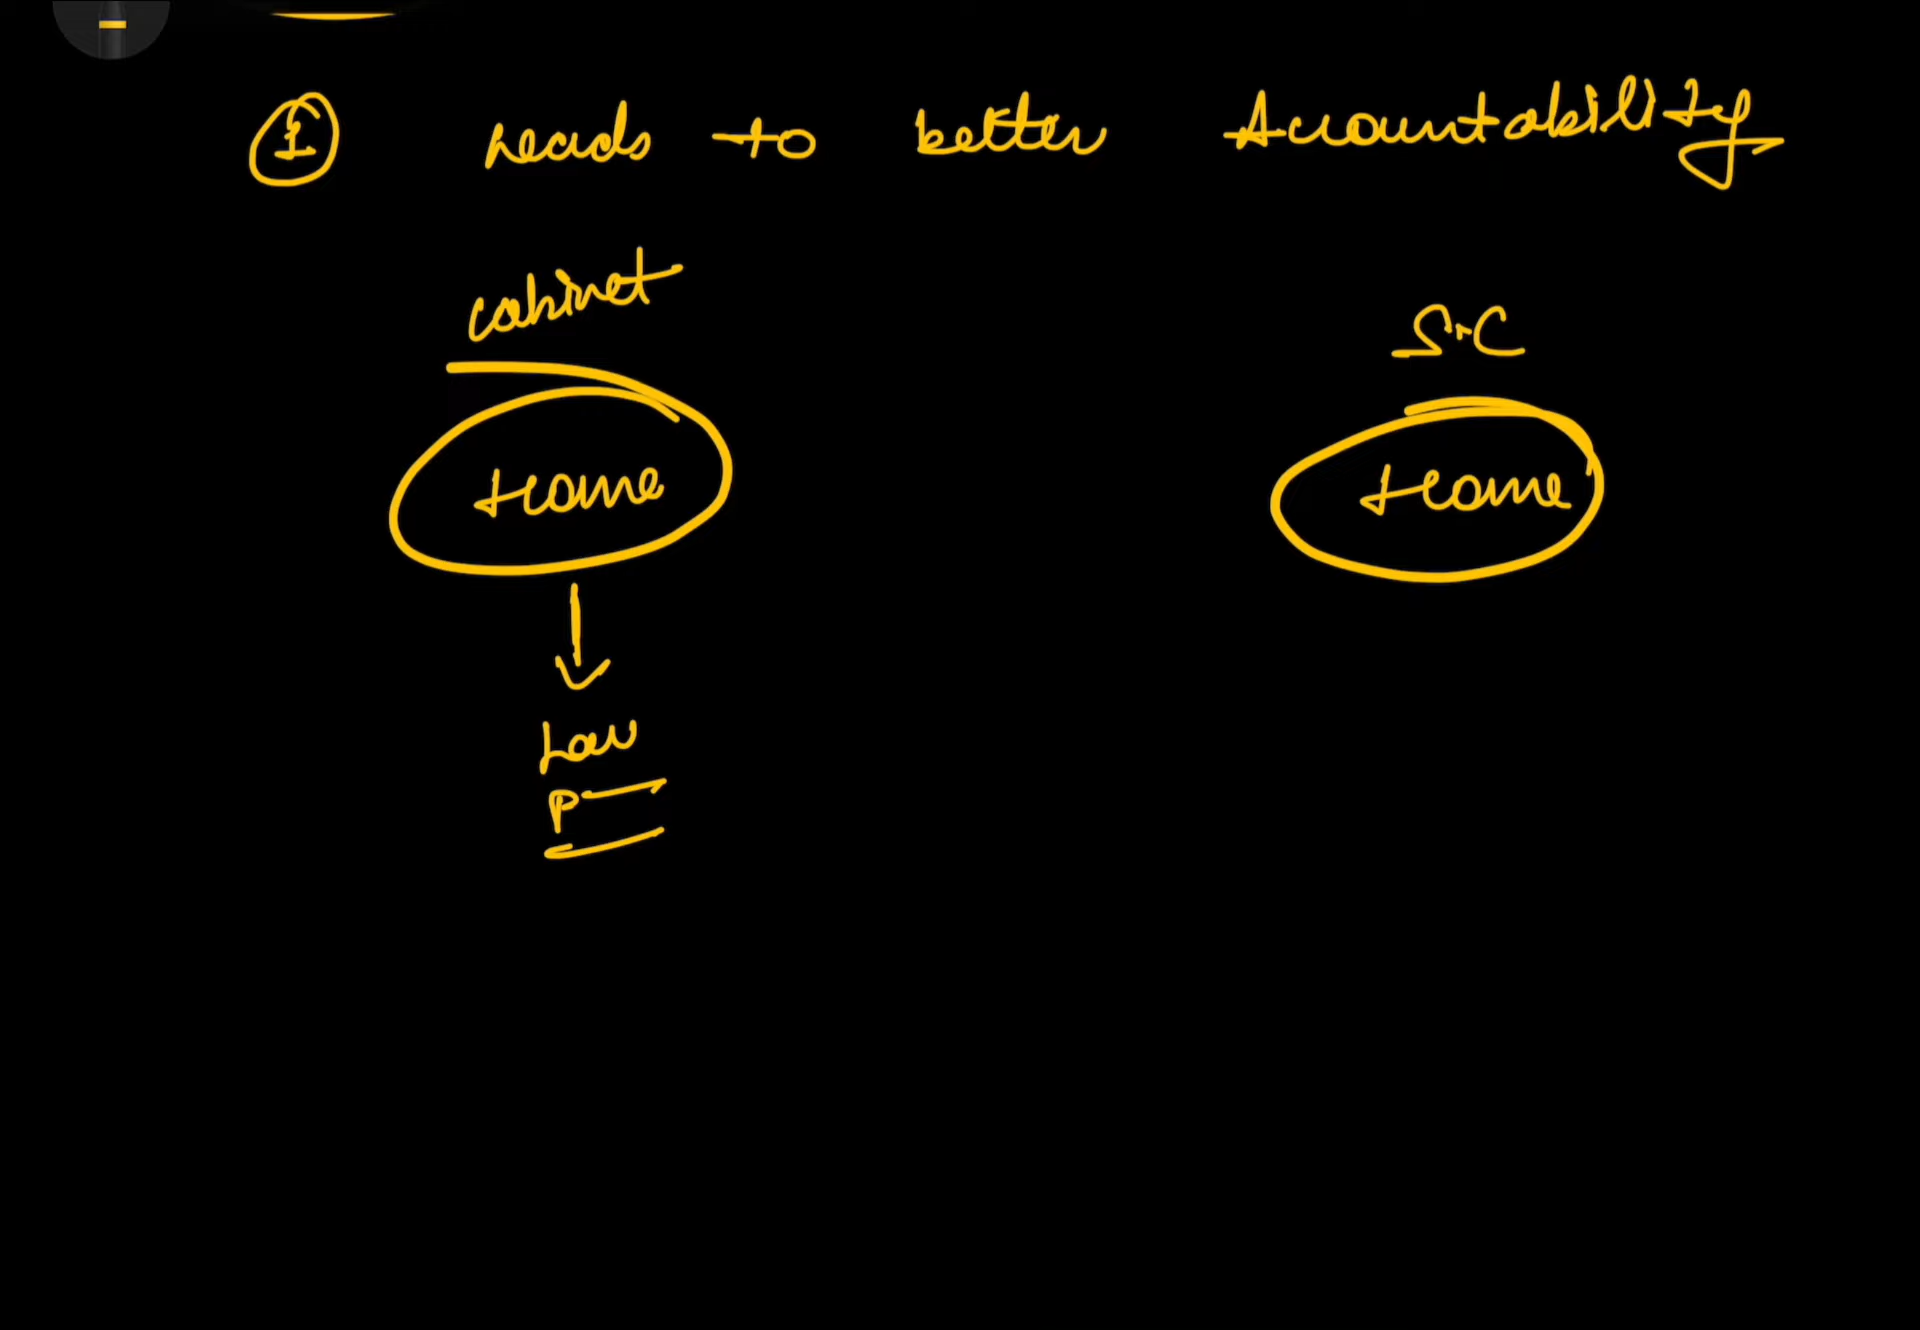 ① Leads to better Accountability
Cabinet
S.C
Home
Home
Law
P